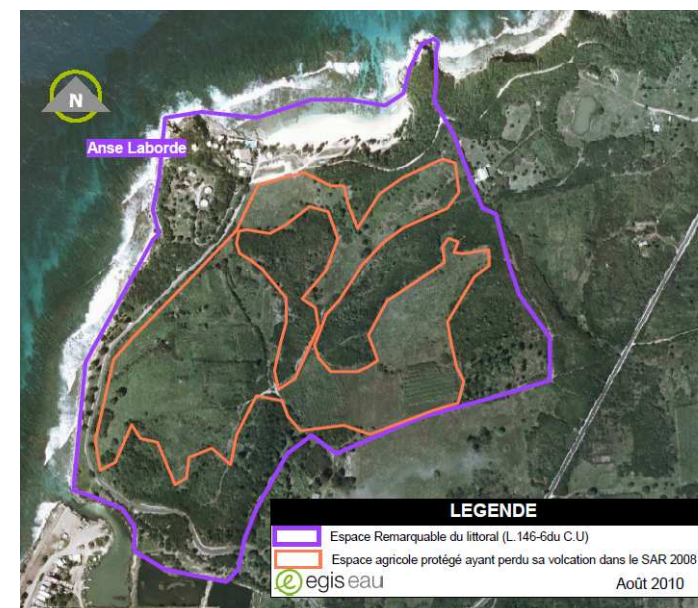 N
Anse Laborde
LEGENDE
Espace Remarquable du littoral (L.146-6du C.U)
Espace agricole protégé ayant perdu sa volcation dans le SAR 2008
egis eau
Août 2010